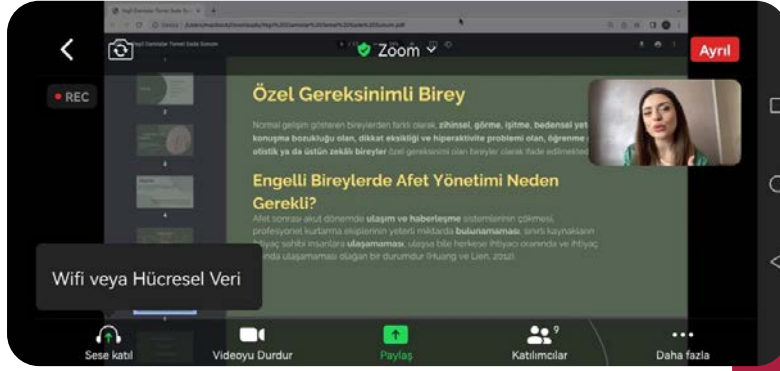 Zoom
Ayrıl
REC
Özel Gereksinimli Birey
Normal gelişim gösteren bireylerden farklı olarak, zihinsel, görme, işitme, bedensel yet
konuşma bozukluğu olan, dikkat eksikliği ve hiperaktivite problemi olan, öğrenme
otistik ya da üstün zekâlı bireyler özel gereksinimi olan bireyler olarak ifade edilmekted
Engelli Bireylerde Afet Yönetimi Neden
Gerekli?
Afet sonrası akut dönemde ulaşım ve haberleşme sistemlerinin çökmesi,
profesyonel kurtarma ekiplerinin yeterli miktarda bulunamaması, sınırlı kaynakların
ihtiyaç sahibi insanlara ulaşamaması, ulaşsa bile herkese ihtiyacı oranında ve ihtiyaç
anında ulaşamaması olağan bir durumdur (Huang ve Lien, 2012).
Wifi veya Hücresel Veri
Sese katıl
Videoyu Durdur
Paylaş
9
Katılımcılar
Daha fazla